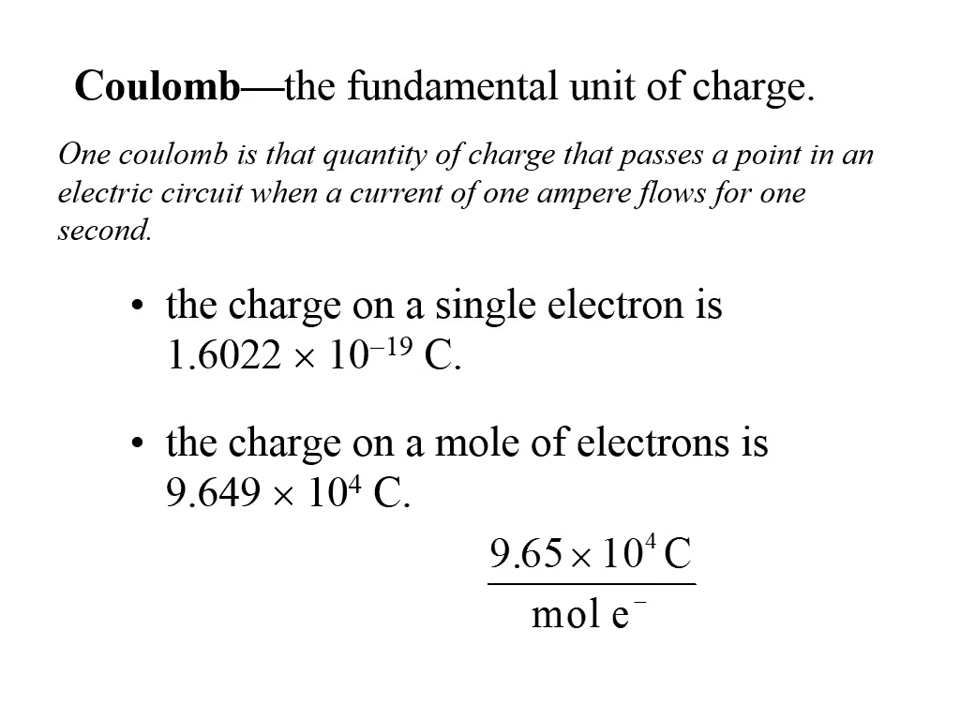 Coulomb—the fundamental unit of charge.
One coulomb is that quantity of charge that passes a point in an
electric circuit when a current of one ampere flows for one
second.
• the charge on a single electron is
1.6022 × 10⁻¹⁹ C.
• the charge on a mole of electrons is
9.649 × 10⁴ C.
9.65 × 10⁴ C
mol e⁻